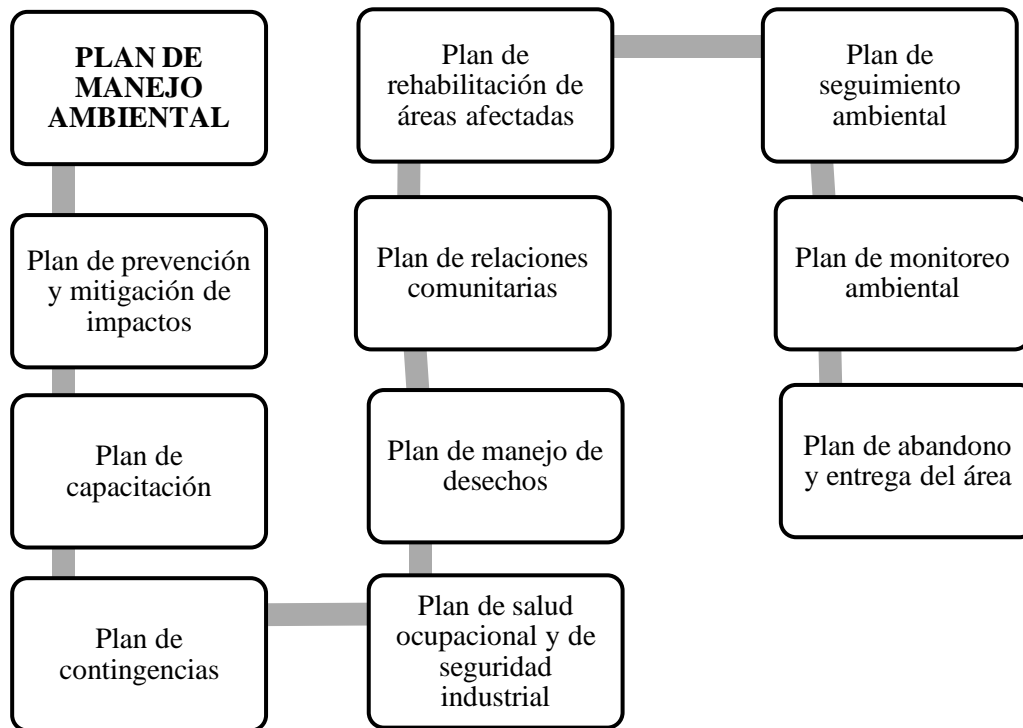 PLAN DE
MANEJO
AMBIENTAL
Plan de prevención
y mitigación de
impactos
Plan de
capacitación
Plan de
contingencias
Plan de salud
ocupacional y de
seguridad
industrial
Plan de manejo de
desechos
Plan de relaciones
comunitarias
Plan de
rehabilitación de
áreas afectadas
Plan de
seguimiento
ambiental
Plan de monitoreo
ambiental
Plan de abandono
y entrega del área